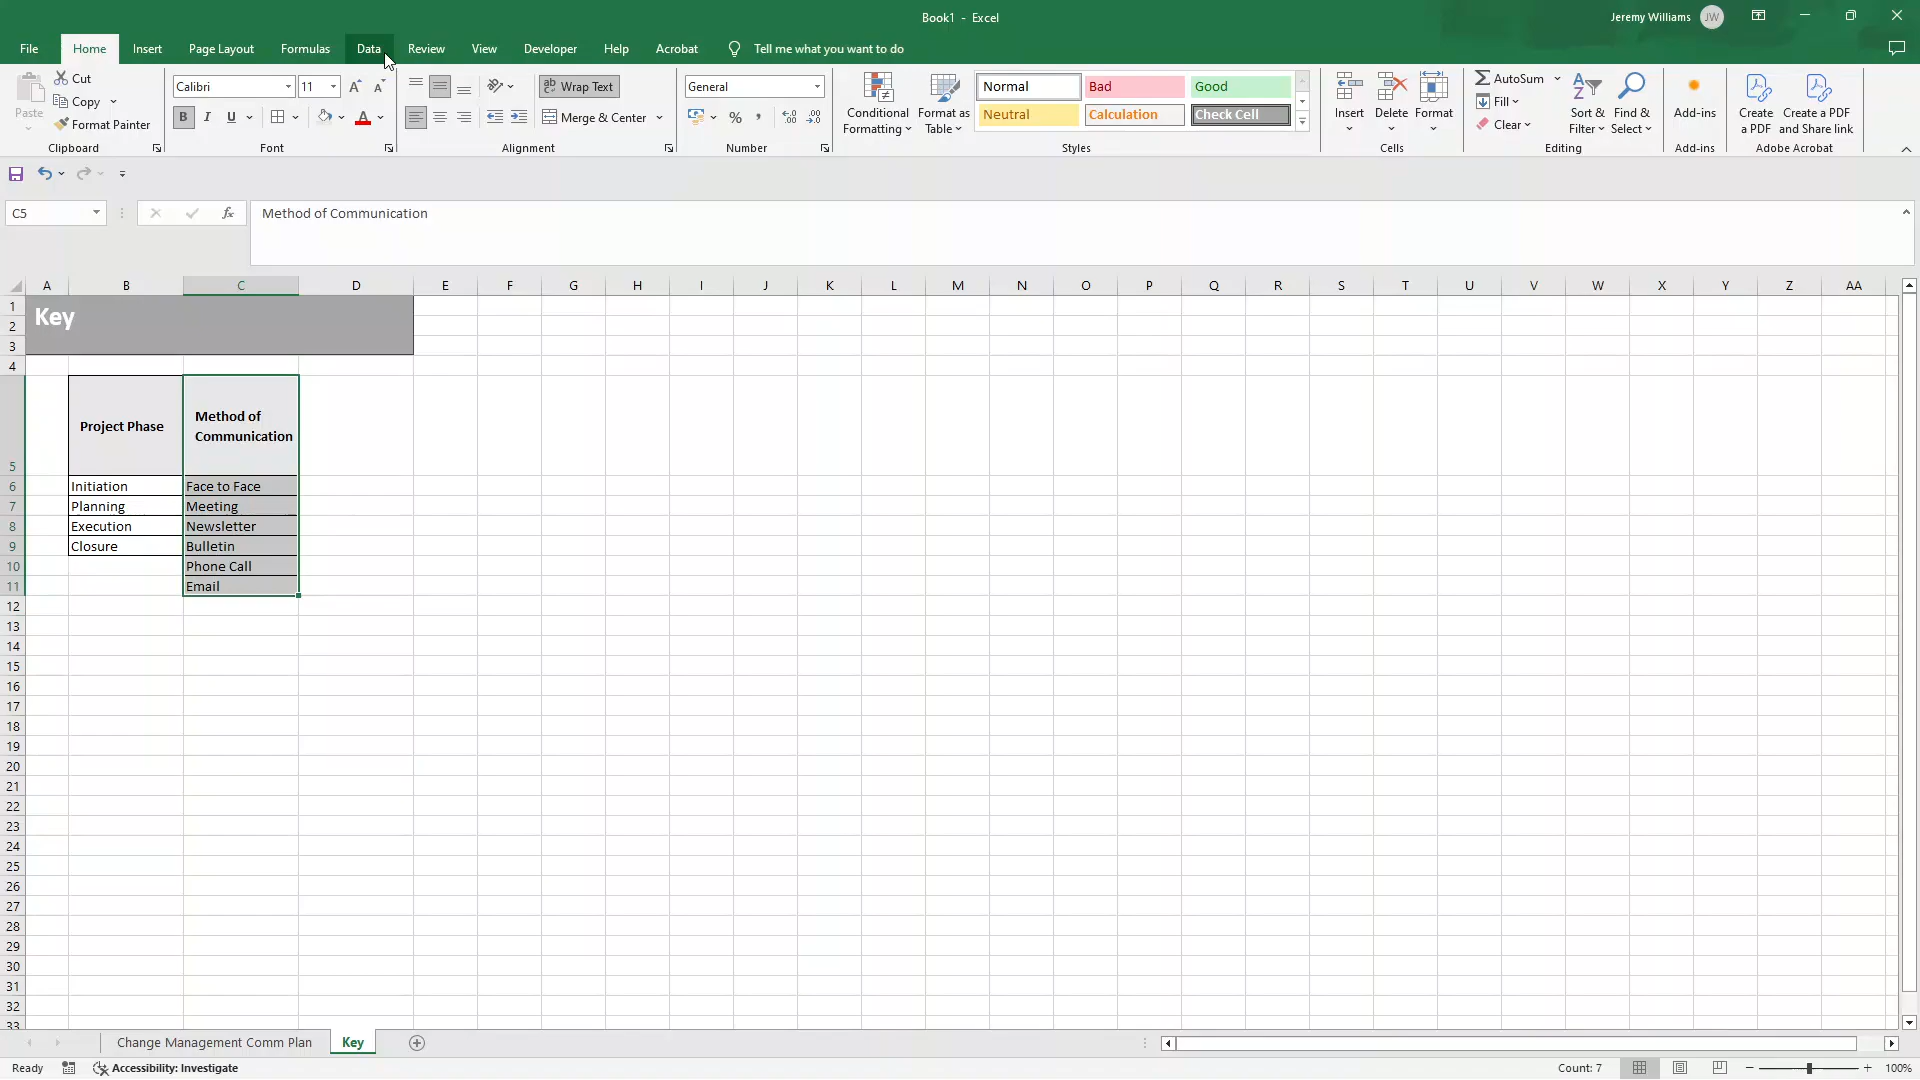 Book1 - Excel
Jeremy Williams JW
File Home Insert Page Layout Formulas Data Review View Developer Help Acrobat Tell me what you want to do
Paste
Cut
Copy
Format Painter
Clipboard
Calibri 11
B I U
Font
Wrap Text
Merge & Center
Alignment
General
Number
Conditional Formatting
Format as Table
Normal Bad Good
Neutral Calculation Check Cell
Styles
Insert Delete Format
Cells
AutoSum
Fill
Clear
Sort & Filter
Find & Select
Editing
Add-ins
Add-ins
Create a PDF
Create a PDF and Share link
Adobe Acrobat
C5 fx Method of Communication
A B C D E F G H I J K L M N O P Q R S T U V W X Y Z AA
1 Key
2
3
4
5 Project Phase Method of Communication
6 Initiation Face to Face
7 Planning Meeting
8 Execution Newsletter
9 Closure Bulletin
10 Phone Call
11 Email
12
13
14
15
16
17
18
19
20
21
22
23
24
25
26
27
28
29
30
31
32
33
Change Management Comm Plan Key
Ready Accessibility: Investigate Count: 7 100%